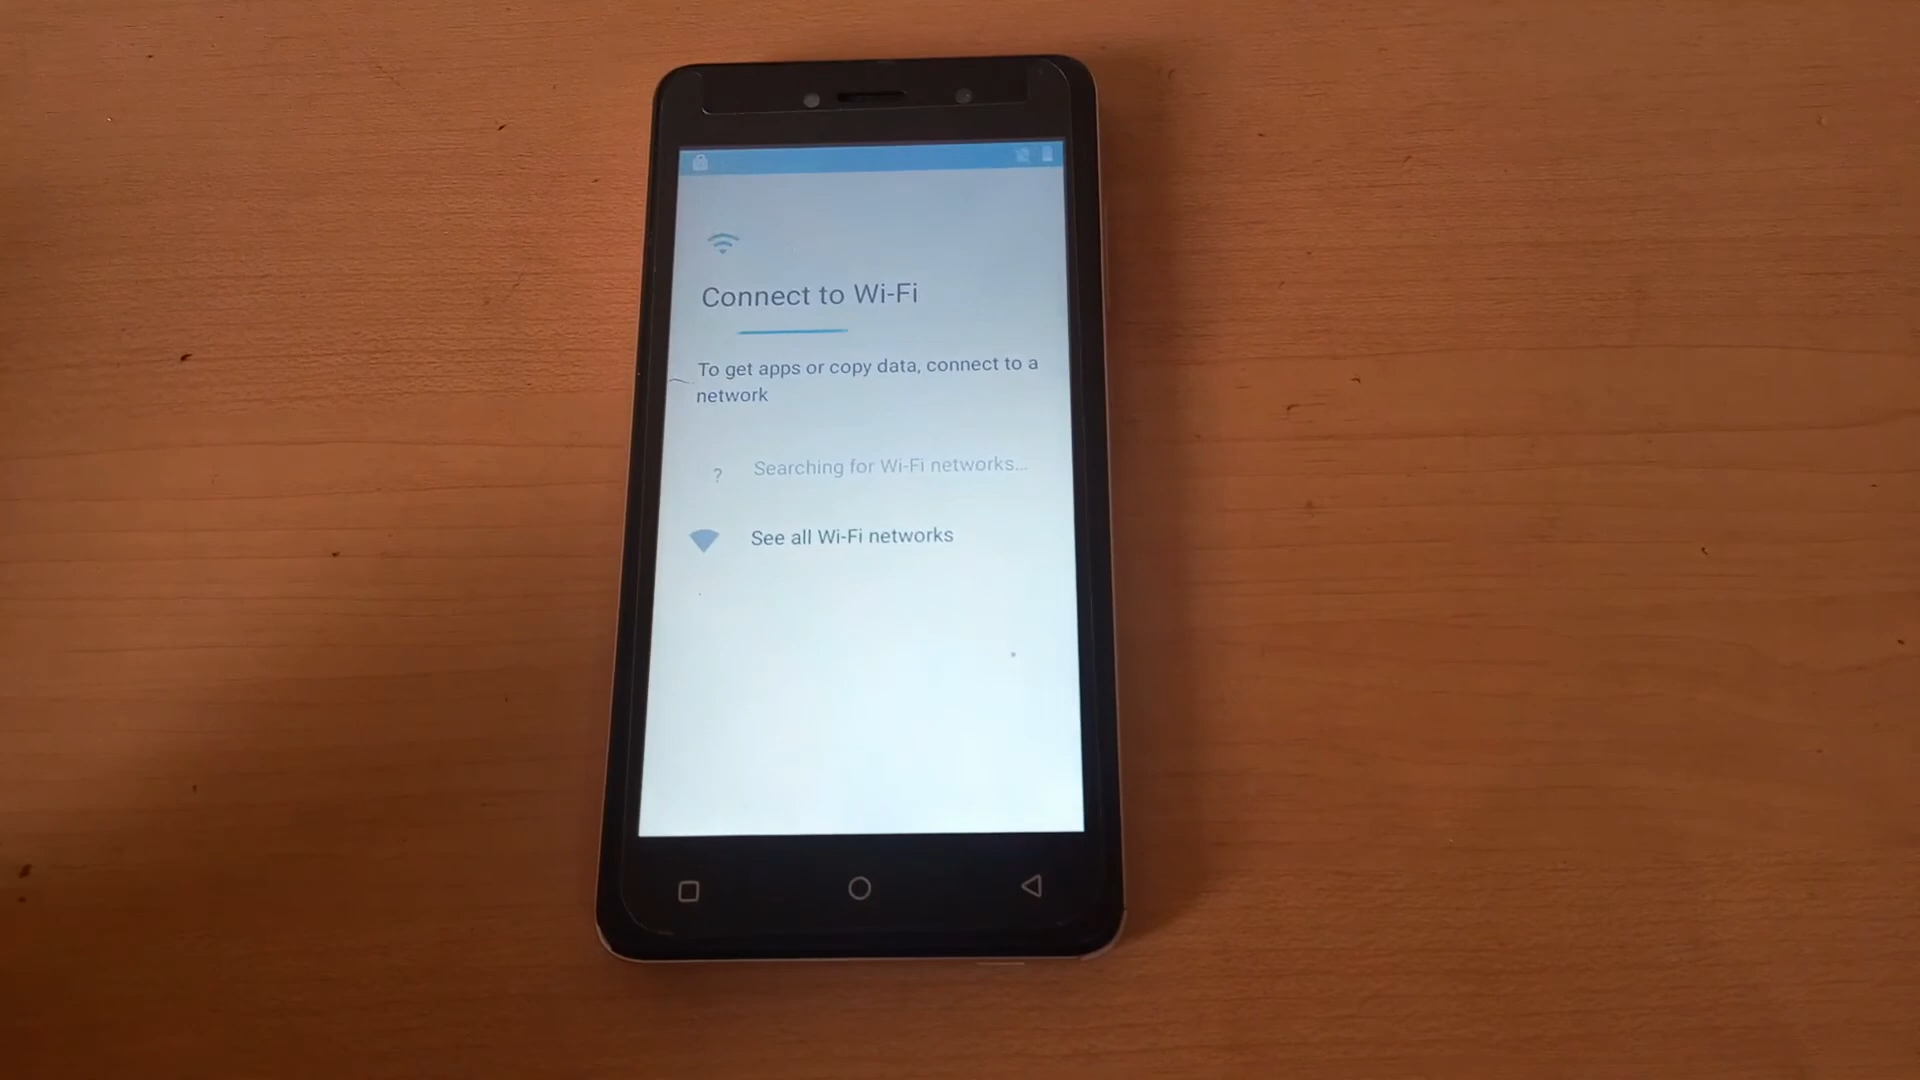 Connect to Wi-Fi
To get apps or copy data, connect to a
network
? Searching for Wi-Fi networks...
See all Wi-Fi networks